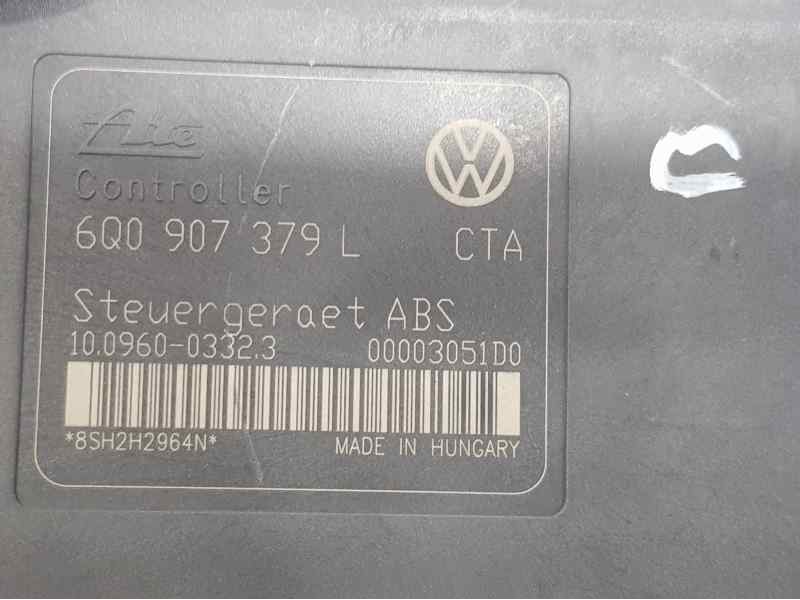 Ate
Controller
6Q0 907 379 L CTA
Steuergeraet ABS
10.0960-0332.3 00003051D0
*8SH2H2964N* MADE IN HUNGARY